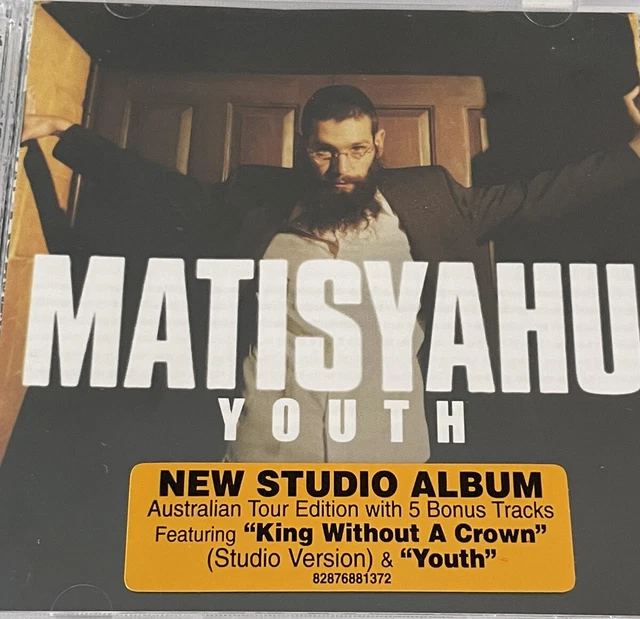 MATISYAHU
YOUTH
NEW STUDIO ALBUM
Australian Tour Edition with 5 Bonus Tracks
Featuring “King Without A Crown”
(Studio Version) & “Youth”
82876881372